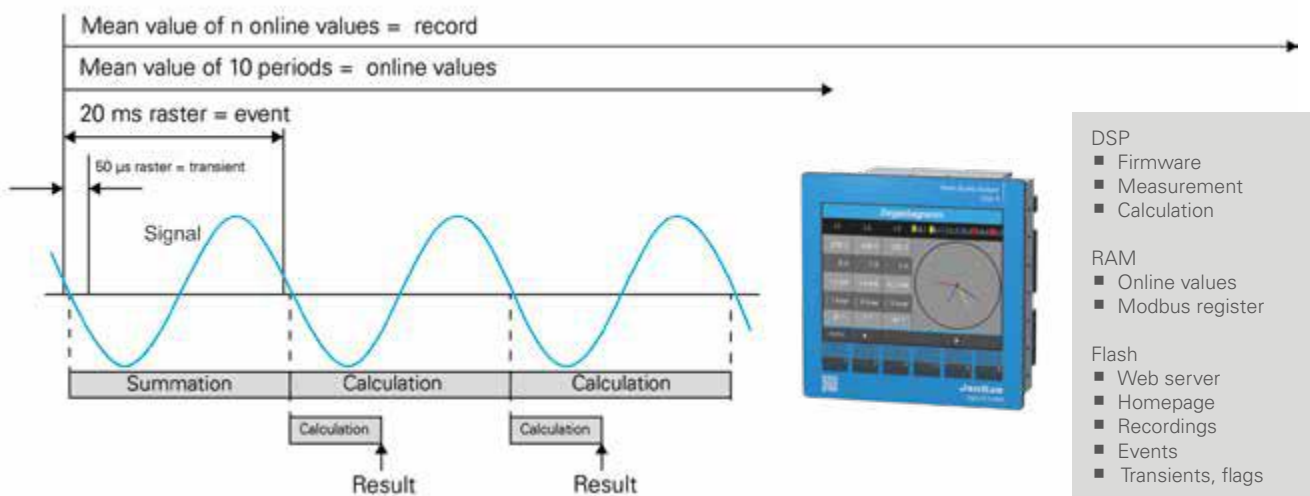 Mean value of n online values = record
Mean value of 10 periods = online values
20 ms raster = event
50 µs raster = transient
Signal
Summation
Calculation
Calculation
Calculation
Calculation
Result
Result
Janitza
DSP
■ Firmware
■ Measurement
■ Calculation
RAM
■ Online values
■ Modbus register
Flash
■ Web server
■ Homepage
■ Recordings
■ Events
■ Transients, flags